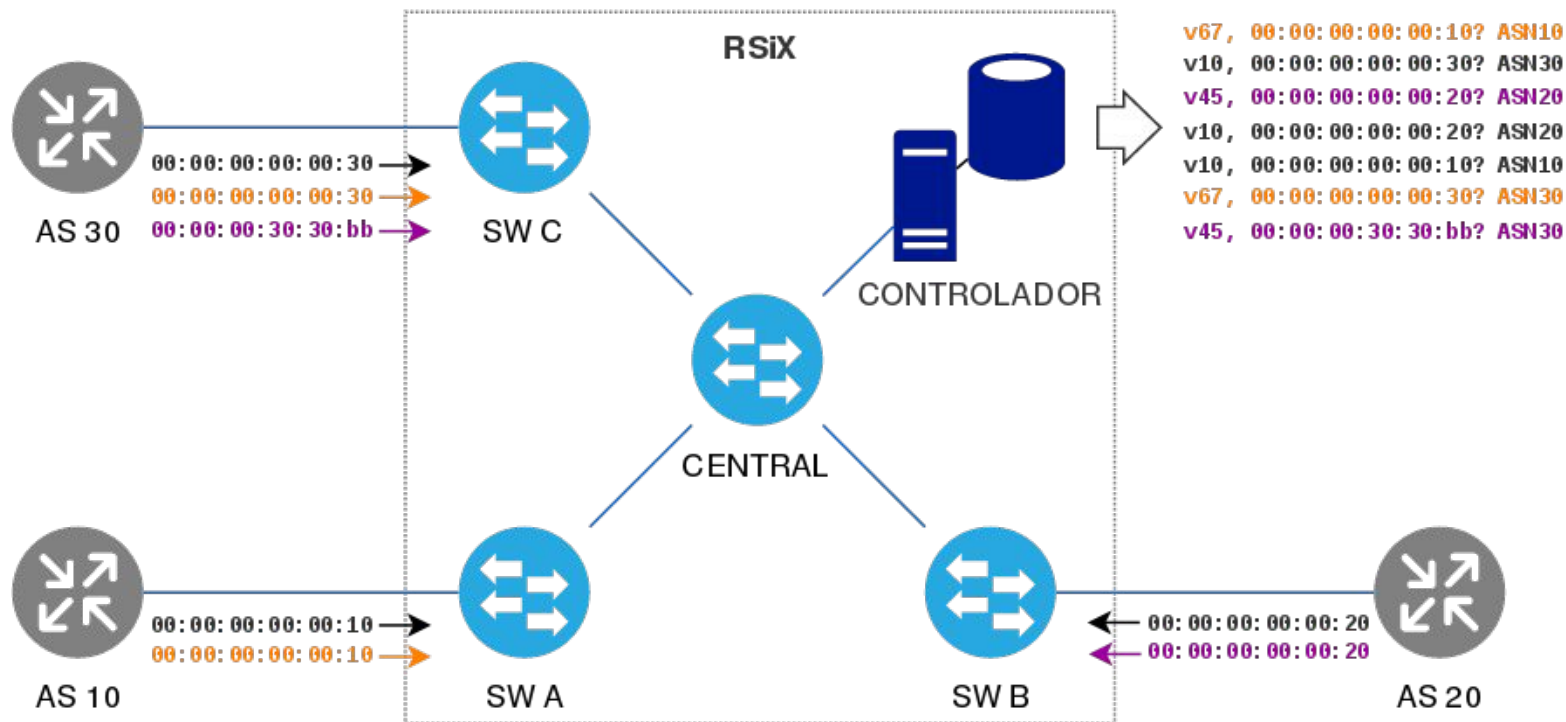 RSiX
v67, 00:00:00:00:00:10? ASN10
v10, 00:00:00:00:00:30? ASN30
v45, 00:00:00:00:00:20? ASN20
v10, 00:00:00:00:00:20? ASN20
v10, 00:00:00:00:00:10? ASN10
v67, 00:00:00:00:00:30? ASN30
v45, 00:00:00:30:30:bb? ASN30
00:00:00:00:00:30
00:00:00:00:00:30
00:00:00:30:30:bb
AS 30
SW C
CONTROLADOR
CENTRAL
00:00:00:00:00:10
00:00:00:00:00:10
AS 10
SW A
00:00:00:00:00:20
00:00:00:00:00:20
SW B
AS 20